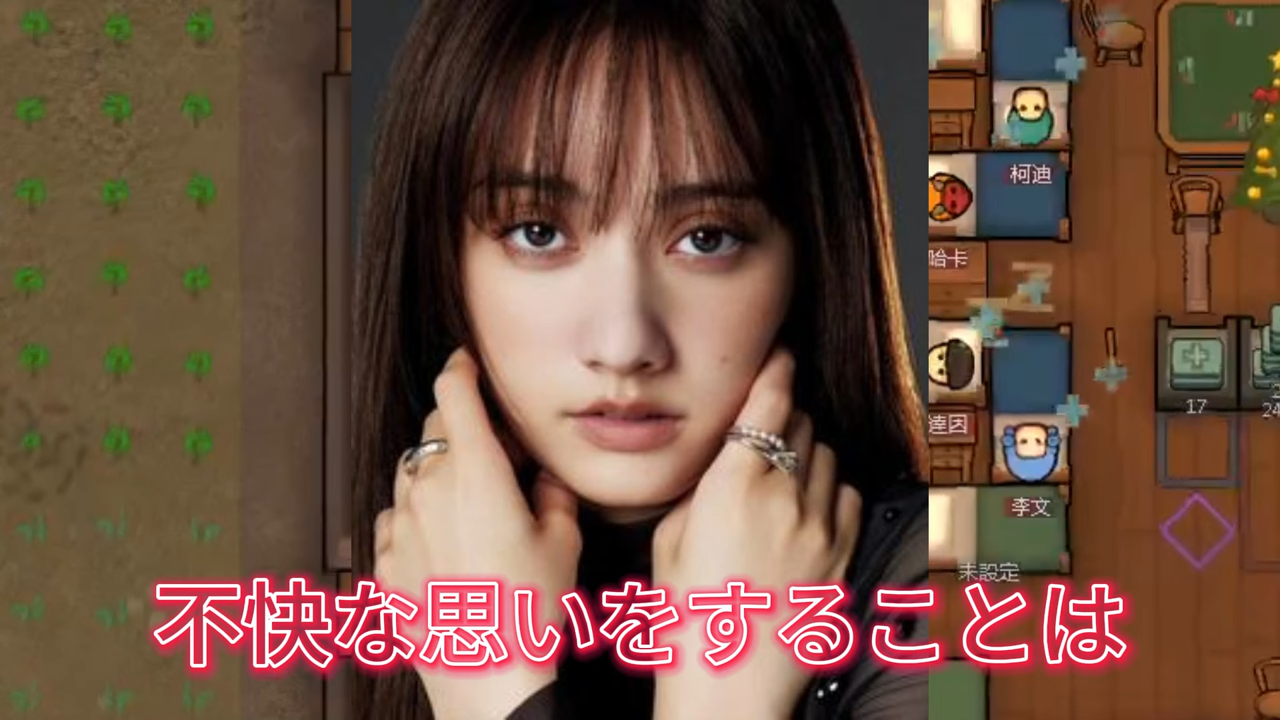 柯迪
哈卡
達因
17
李文
未設定
不快な思いをすることは